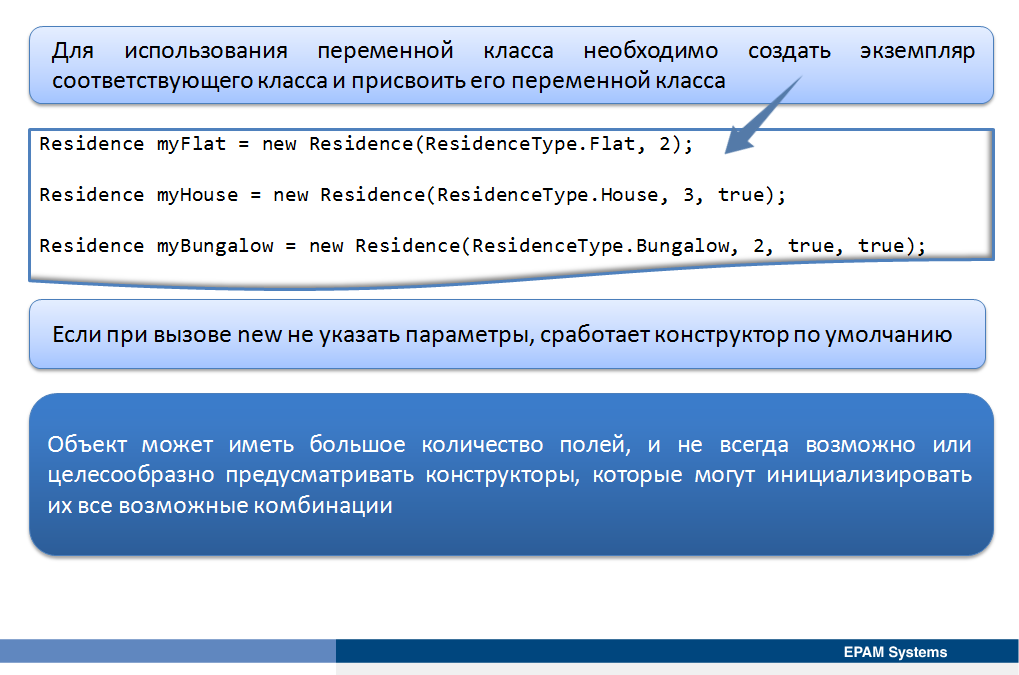 Для использования переменной класса необходимо создать экземпляр
соответствующего класса и присвоить его переменной класса
Residence myFlat = new Residence(ResidenceType.Flat, 2);
Residence myHouse = new Residence(ResidenceType.House, 3, true);
Residence myBungalow = new Residence(ResidenceType.Bungalow, 2, true, true);
Если при вызове new не указать параметры, сработает конструктор по умолчанию
Объект может иметь большое количество полей, и не всегда возможно или
целесообразно предусматривать конструкторы, которые могут инициализировать
их все возможные комбинации
EPAM Systems